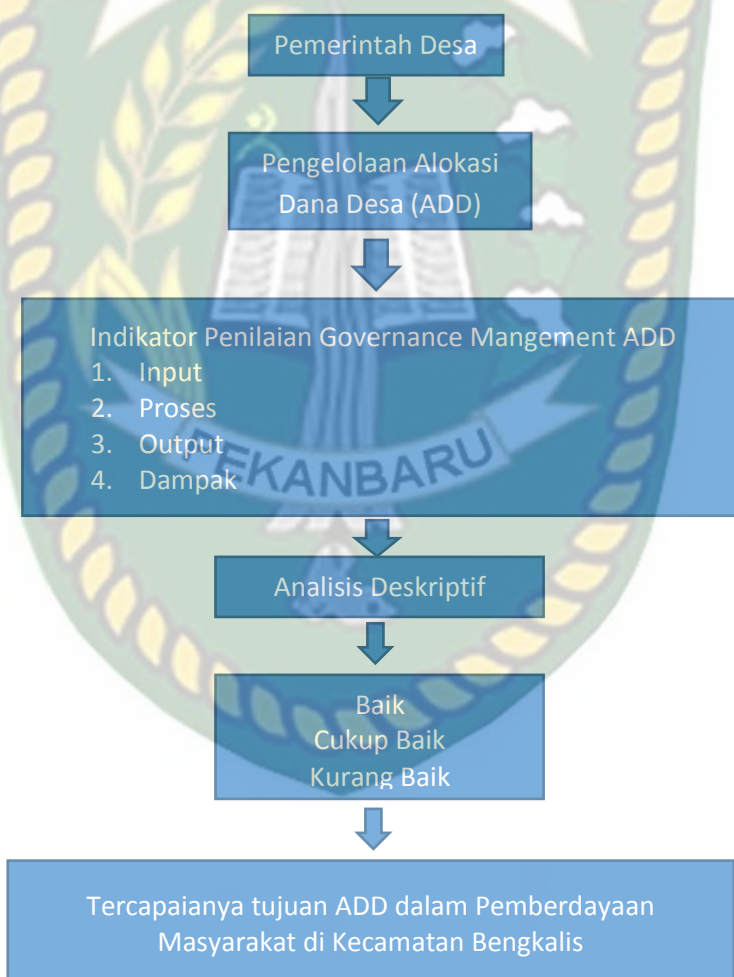 Pemerintah Desa
Pengelolaan Alokasi
Dana Desa (ADD)
Indikator Penilaian Governance Mangement ADD
1. Input
2. Proses
3. Output
4. Dampak
PEKANBARU
Analisis Deskriptif
Baik
Cukup Baik
Kurang Baik
Tercapaianya tujuan ADD dalam Pemberdayaan
Masyarakat di Kecamatan Bengkalis